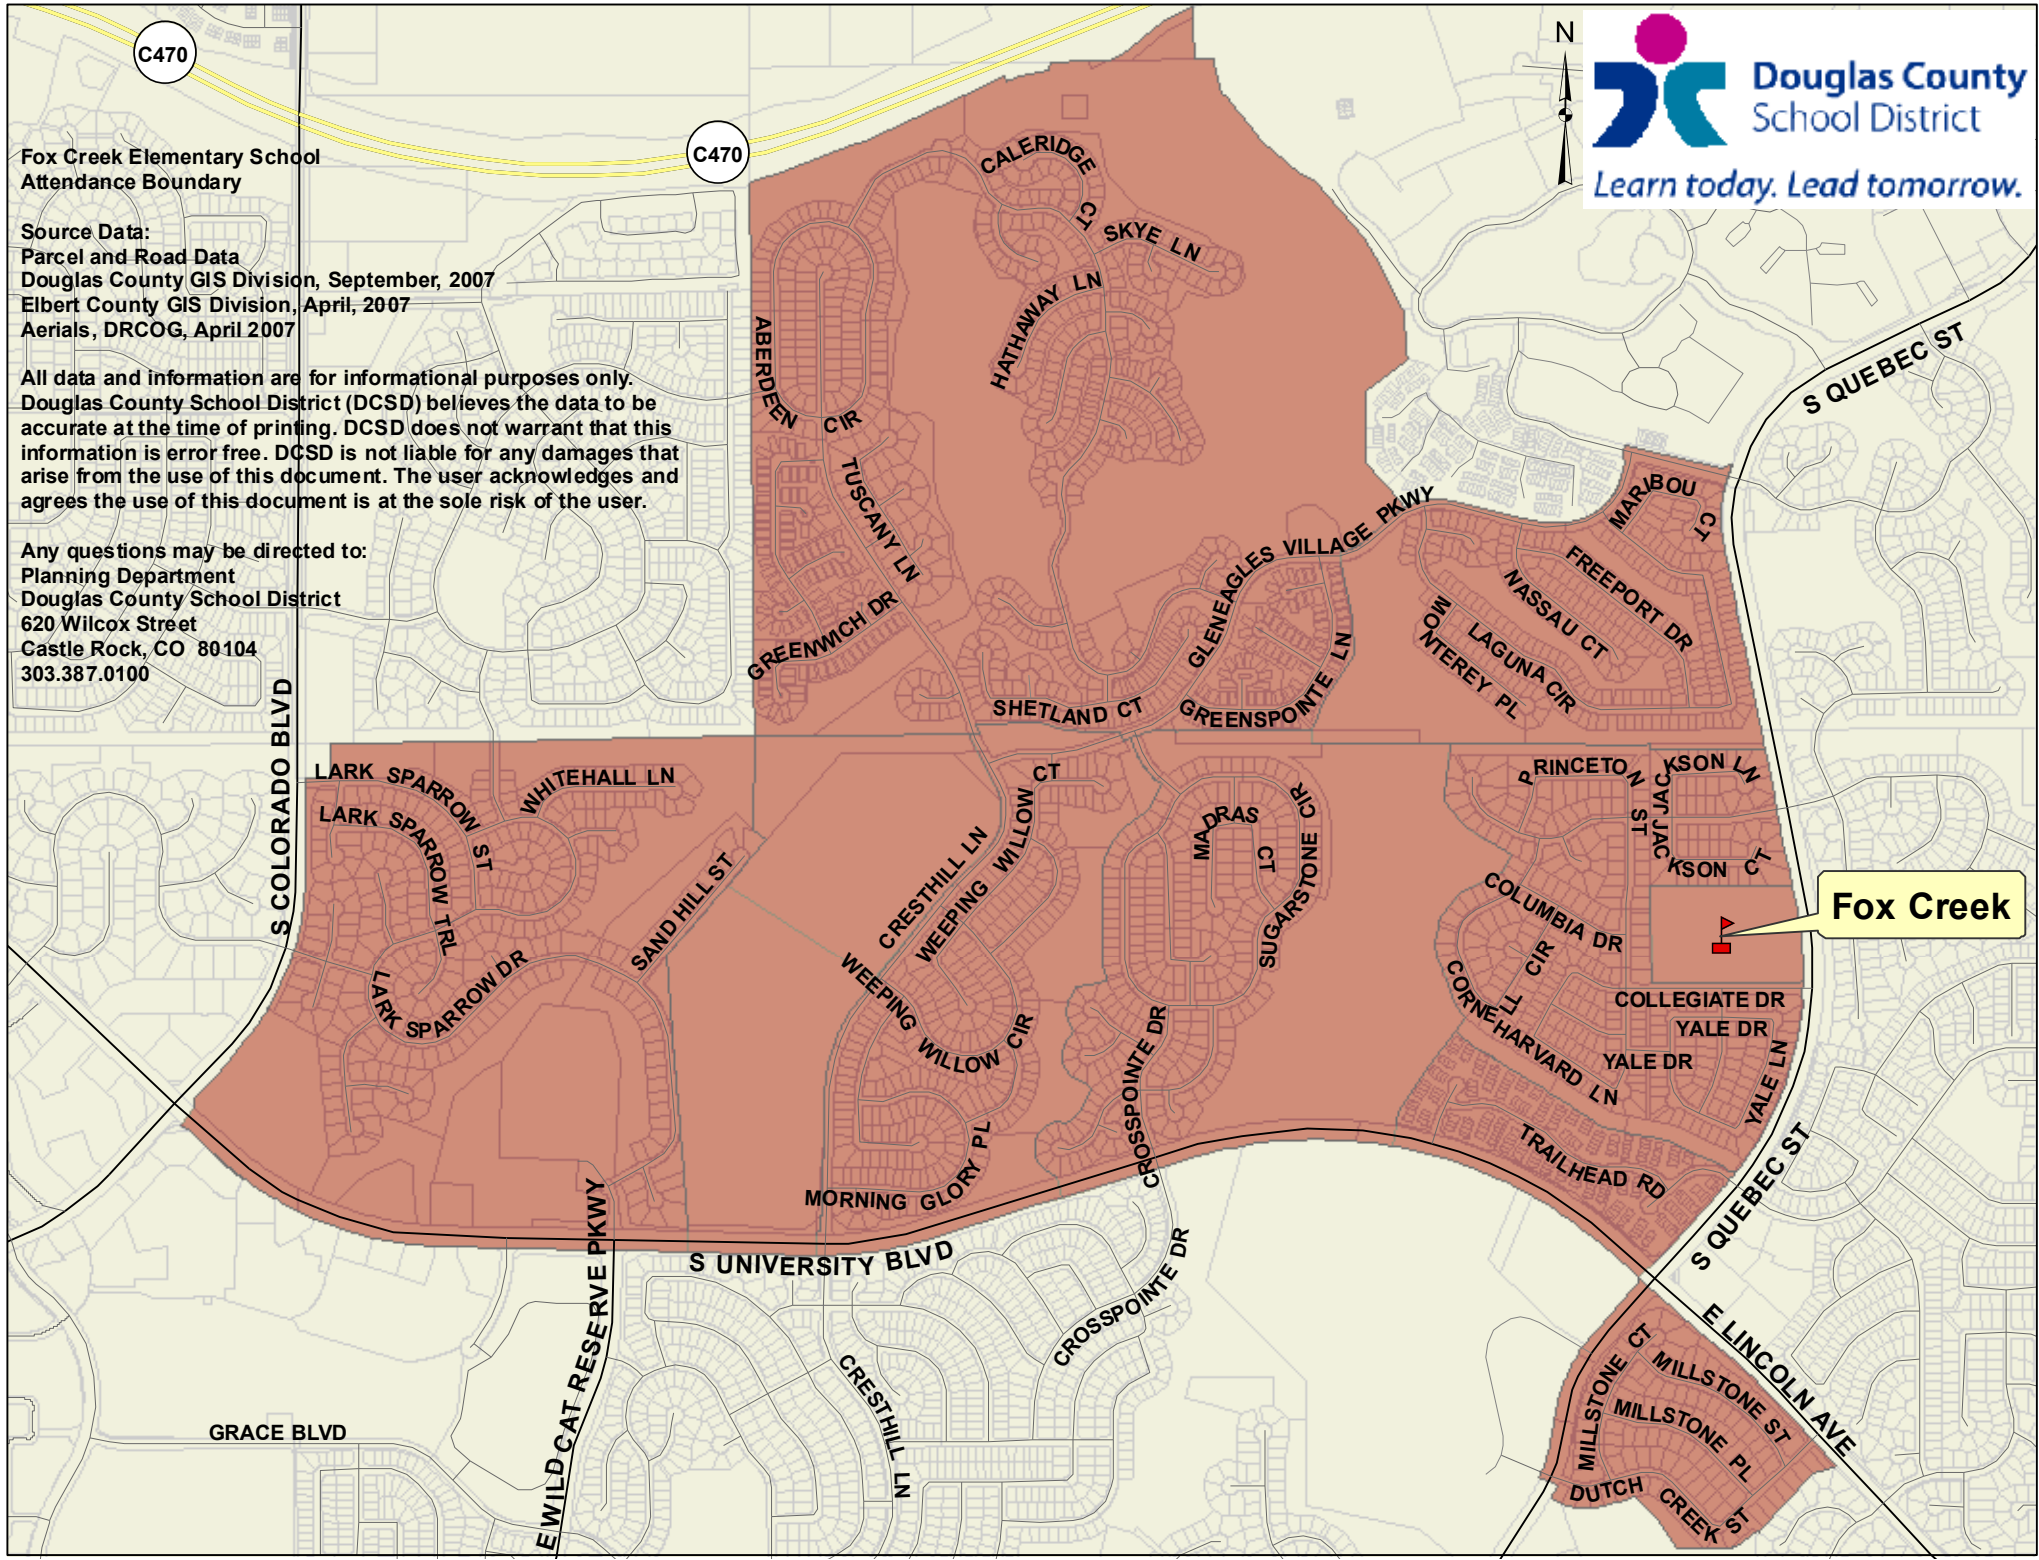 C470
C470
N
Douglas County
School District
Learn today. Lead tomorrow.
Fox Creek Elementary School
Attendance Boundary
Source Data:
Parcel and Road Data
Douglas County GIS Division, September, 2007
Elbert County GIS Division, April, 2007
Aerials, DRCOG, April 2007
All data and information are for informational purposes only.
Douglas County School District (DCSD) believes the data to be
accurate at the time of printing. DCSD does not warrant that this
information is error free. DCSD is not liable for any damages that
arise from the use of this document. The user acknowledges and
agrees the use of this document is at the sole risk of the user.
Any questions may be directed to:
Planning Department
Douglas County School District
620 Wilcox Street
Castle Rock, CO 80104
303.387.0100
CALERIDGE CT
SKYE LN
HATHAWAY LN
ABERDEEN CIR
TUSCANY LN
GREENWICH DR
SHETLAND CT
GLENEAGLES VILLAGE PKWY
GREENSPOINTE LN
S QUEBEC ST
MARIBOU CT
FREEPORT DR
NASSAU CT
LAGUNA CIR
MONTEREY PL
S COLORADO BLVD
LARK SPARROW ST
WHITEHALL LN
LARK SPARROW TRL
LARK SPARROW DR
SAND HILL ST
CRESTHILL LN
WEEPING WILLOW CT
WEEPING WILLOW CIR
MORNING GLORY PL
MADRAS CT
SUGARSTONE CIR
CROSSPOINTE DR
PRINCETON ST
JACKSON LN
JACKSON CT
COLUMBIA DR
CORNELL CIR
Fox Creek
COLLEGIATE DR
YALE DR
YALE DR
YALE LN
HARVARD LN
TRAILHEAD RD
S QUEBEC ST
S UNIVERSITY BLVD
E WILDCAT RESERVE PKWY
CROSSPOINTE DR
CRESTHILL LN
GRACE BLVD
E LINCOLN AVE
MILLSTONE CT
MILLSTONE ST
MILLSTONE PL
DUTCH CREEK ST